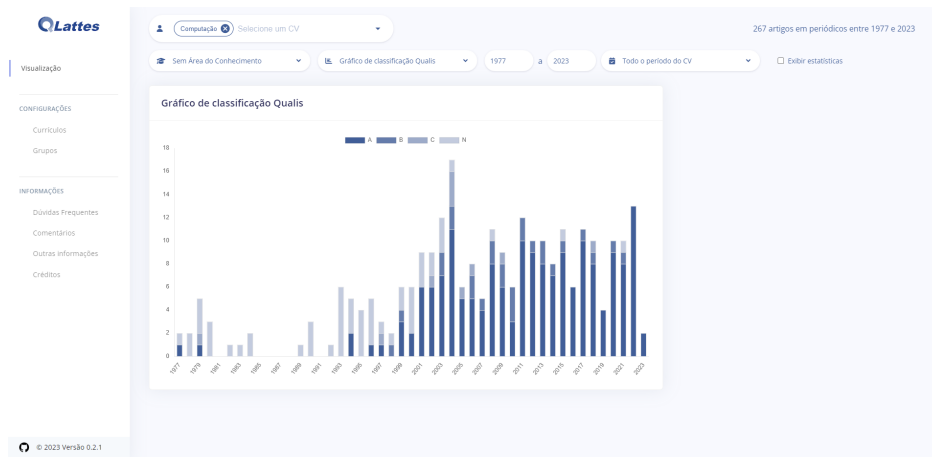 QLattes
Computação Selecione um CV
267 artigos em periódicos entre 1977 e 2023
Visualização
Sem Área do Conhecimento
Gráfico de classificação Qualis
1977 a 2023
Todo o período do CV
Exibir estatísticas
CONFIGURAÇÕES
Currículos
Grupos
INFORMAÇÕES
Dúvidas Frequentes
Comentários
Outras Informações
Créditos
© 2023 Versão 0.2.1
Gráfico de classificação Qualis
A B C N
18
16
14
12
10
8
6
4
2
0
1977 1979 1981 1983 1985 1987 1989 1991 1993 1995 1997 1999 2001 2003 2005 2007 2009 2011 2013 2015 2017 2019 2021 2023